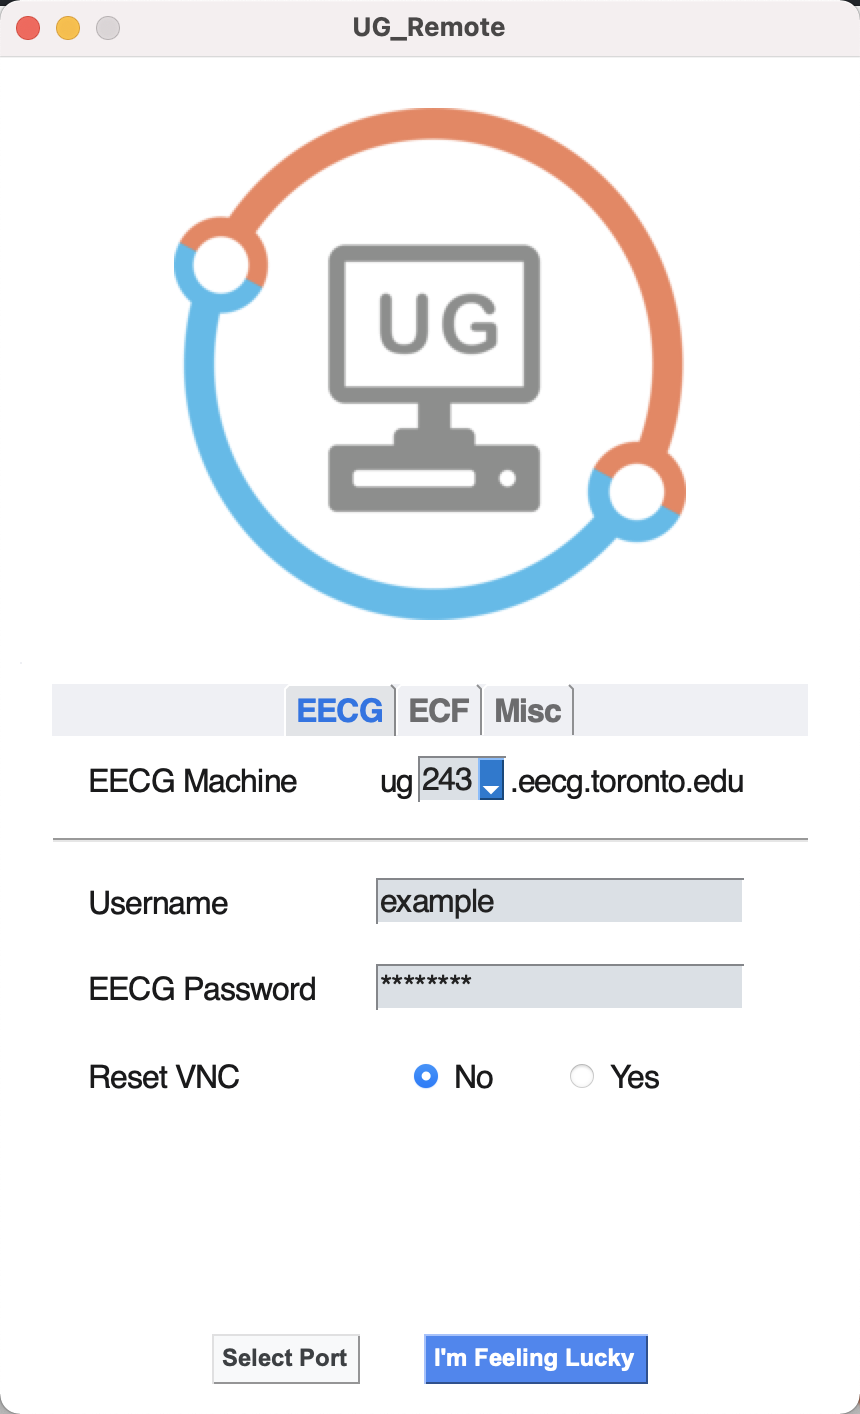 UG_Remote
UG
EECG ECF Misc
EECG Machine ug 243 .eecg.toronto.edu
Username example
EECG Password ********
Reset VNC No Yes
Select Port I'm Feeling Lucky